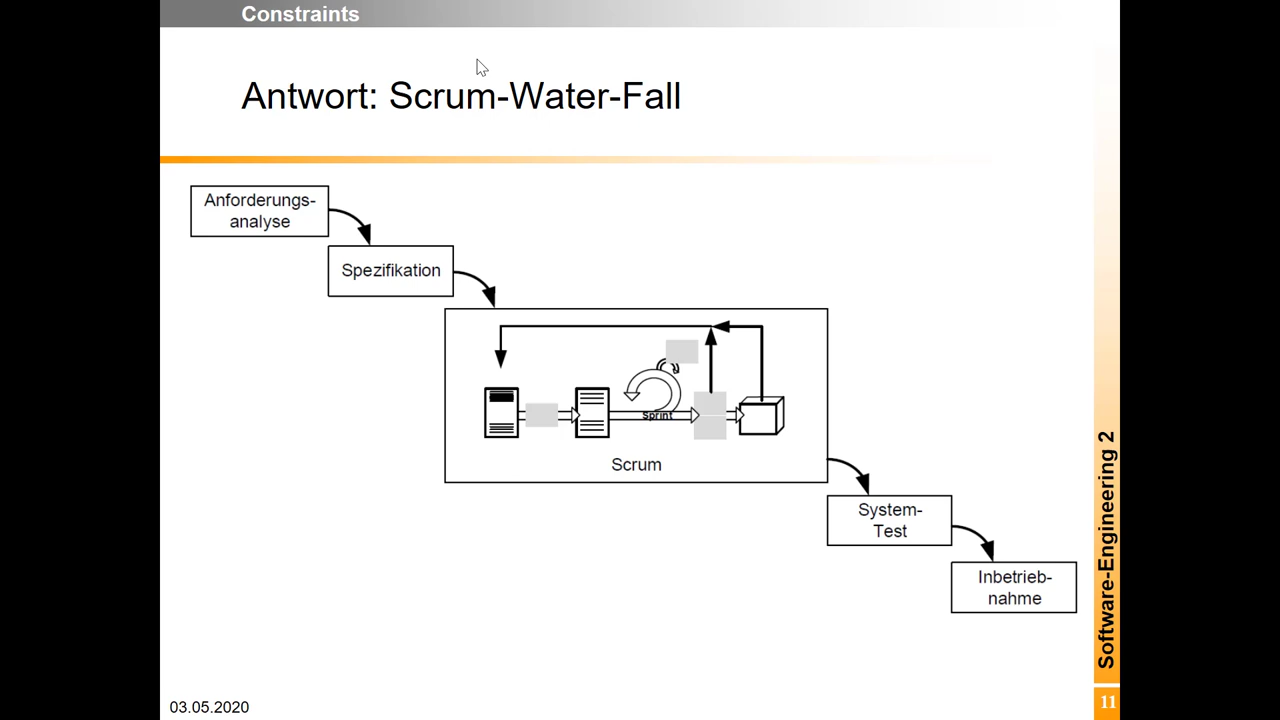 Constraints
Antwort: Scrum-Water-Fall
Anforderungs-
analyse
Spezifikation
Sprint
Scrum
System-
Test
Inbetrieb-
nahme
Software-Engineering 2
03.05.2020
11